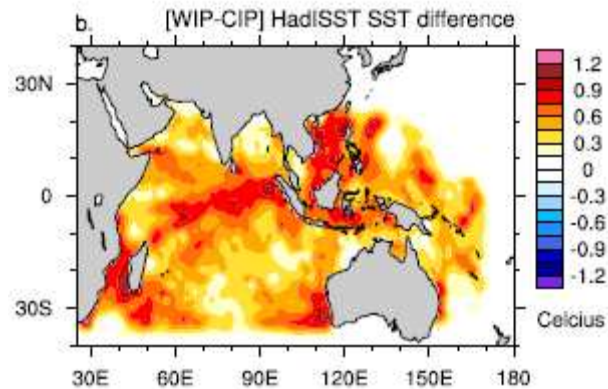 b. [WIP-CIP] HadISST SST difference
30N
0
30S
30E 60E 90E 120E 150E 180
1.2
0.9
0.6
0.3
0
-0.3
-0.6
-0.9
-1.2
Celcius